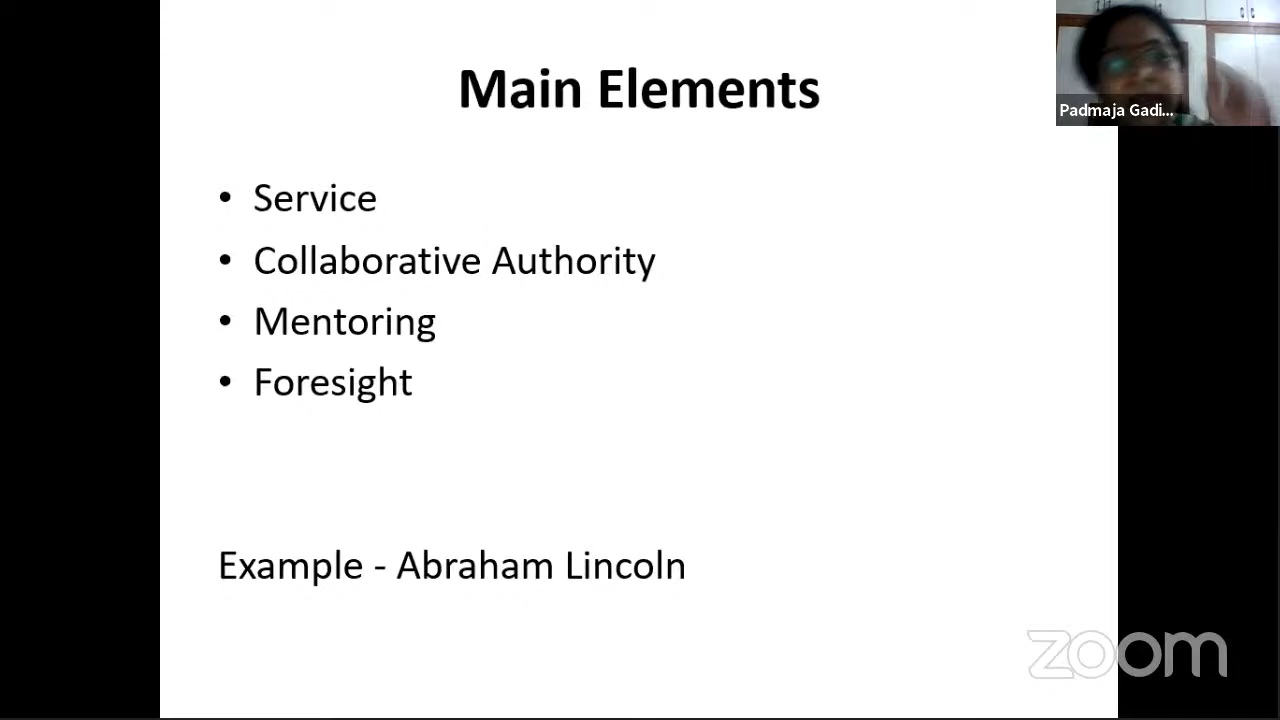 Main Elements
Padmaja Gadi...
• Service
• Collaborative Authority
• Mentoring
• Foresight
Example - Abraham Lincoln
zoom